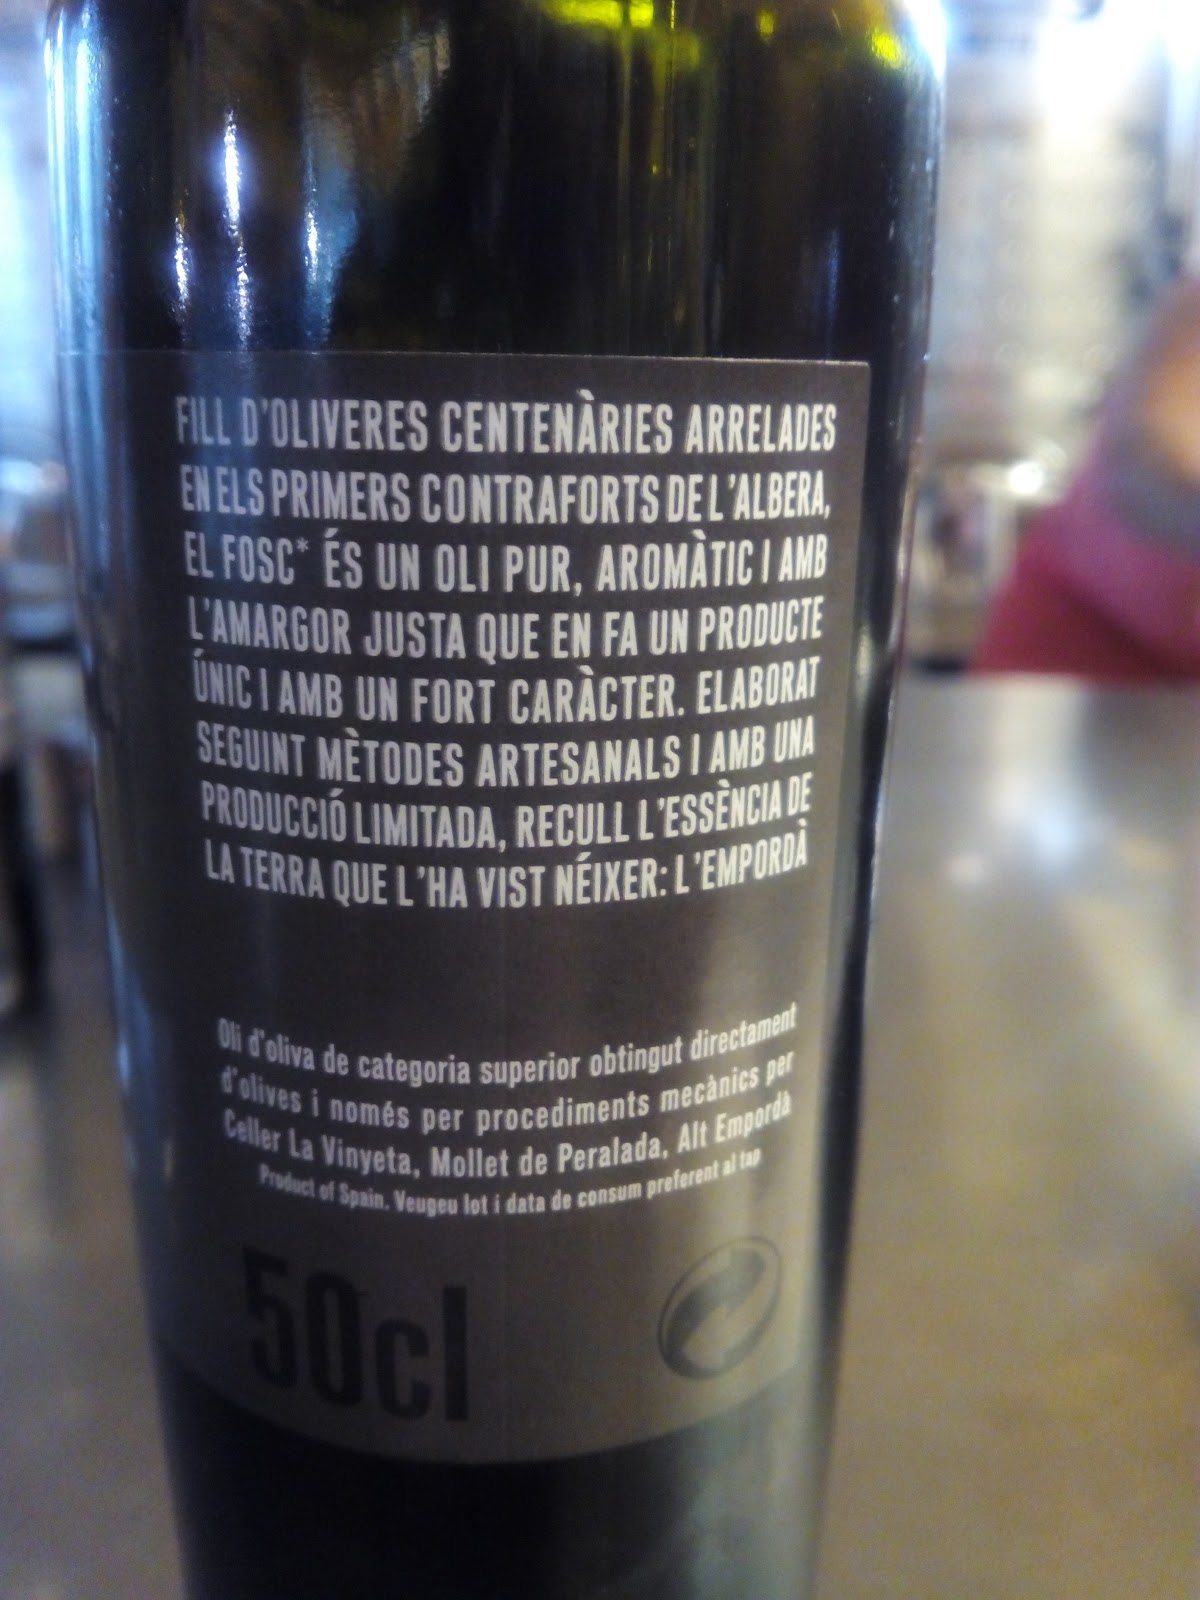 FILL D'OLIVERES CENTENÀRIES ARRELADES
EN ELS PRIMERS CONTRAFORTS DE L'ALBERA,
EL FOSC* ÉS UN OLI PUR, AROMÀTIC I AMB
L'AMARGOR JUSTA QUE EN FA UN PRODUCTE
ÚNIC I AMB UN FORT CARÀCTER. ELABORAT
SEGUINT MÈTODES ARTESANALS I AMB UNA
PRODUCCIÓ LIMITADA, RECULL L'ESSÈNCIA DE
LA TERRA QUE L'HA VIST NÉIXER: L'EMPORDÀ
Oli d'oliva de categoria superior obtingut directament
d'olives i només per procediments mecànics per
Celler La Vinyeta, Mollet de Peralada, Alt Empordà
Product of Spain. Veugeu lot i data de consum preferent al tap
50cl